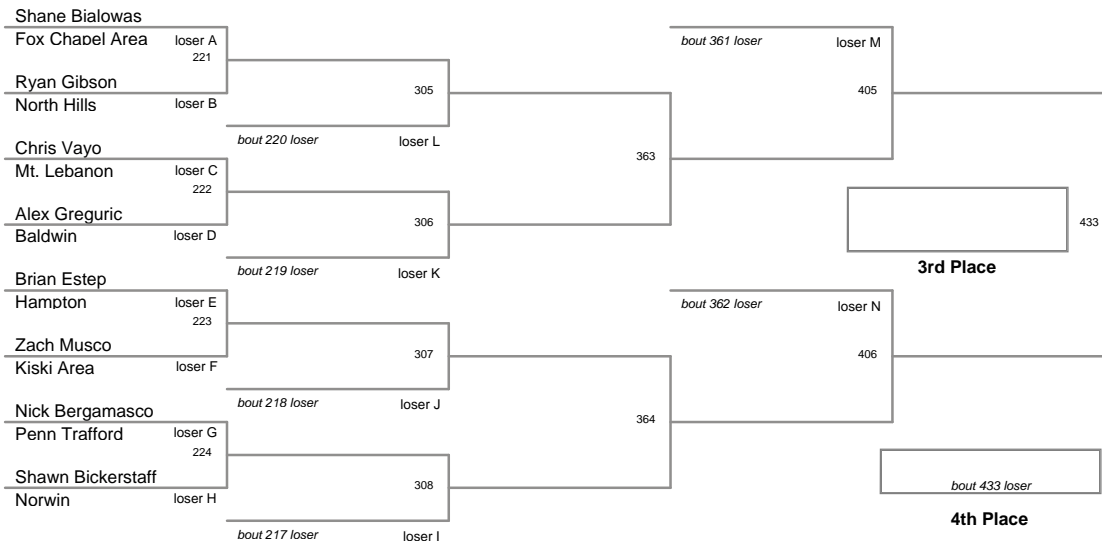 Shane Bialowas
Fox Chapel Area loser A
221
bout 361 loser loser M
Ryan Gibson
305
405
North Hills loser B
bout 220 loser loser L
Chris Vayo
363
Mt. Lebanon loser C
222
Alex Greguric
306
433
Baldwin loser D
bout 219 loser loser K
3rd Place
Brian Estep
Hampton loser E
223
bout 362 loser loser N
Zach Musco
307
406
Kiski Area loser F
bout 218 loser loser J
Nick Bergamasco
364
Penn Trafford loser G
224
Shawn Bickerstaff
308
bout 433 loser
Norwin loser H
4th Place
bout 217 loser loser I